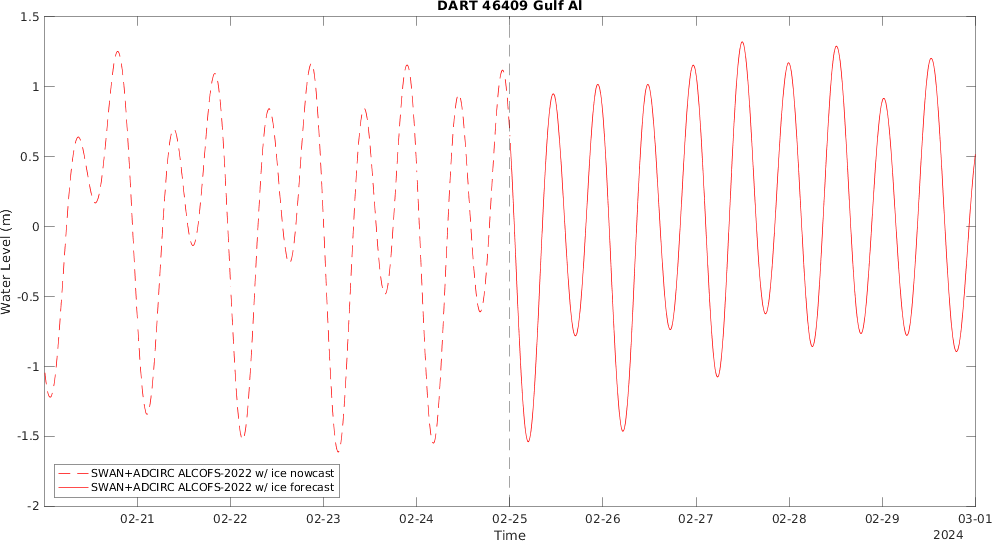 DART 46409 Gulf Al
1.5
1
0.5
0
-0.5
-1
-1.5
-2
Water Level (m)
SWAN+ADCIRC ALCOFS-2022 w/ ice nowcast
SWAN+ADCIRC ALCOFS-2022 w/ ice forecast
02-21 02-22 02-23 02-24 02-25 02-26 02-27 02-28 02-29 03-01
Time
2024